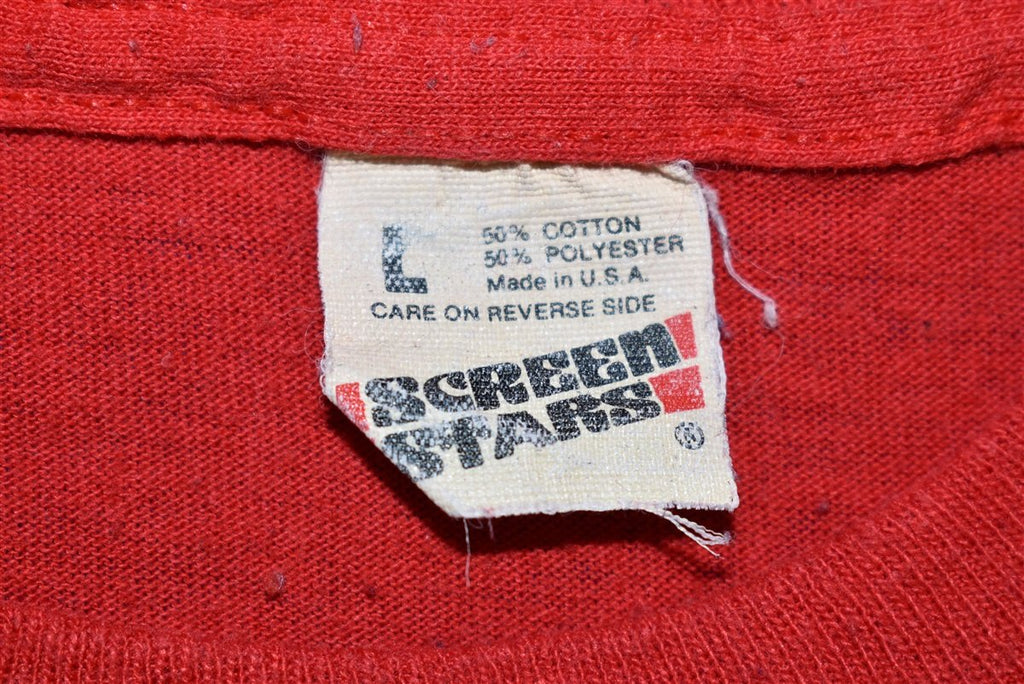 L
50% COTTON
50% POLYESTER
Made in U.S.A.
CARE ON REVERSE SIDE
SCREEN
STARS
®